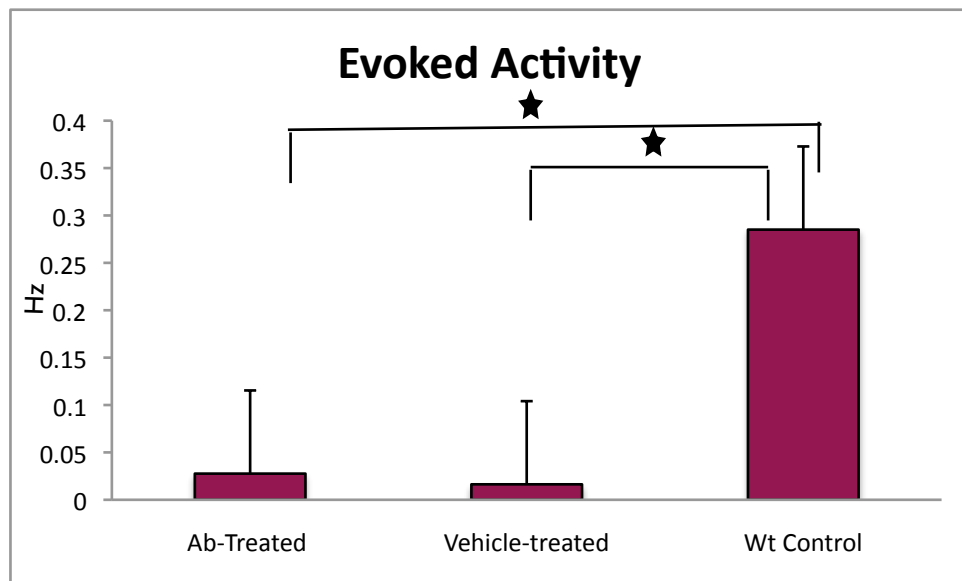 Evoked Activity
0.4
0.35
0.3
0.25
0.2
0.15
0.1
0.05
0
Hz
Ab-Treated
Vehicle-treated
Wt Control